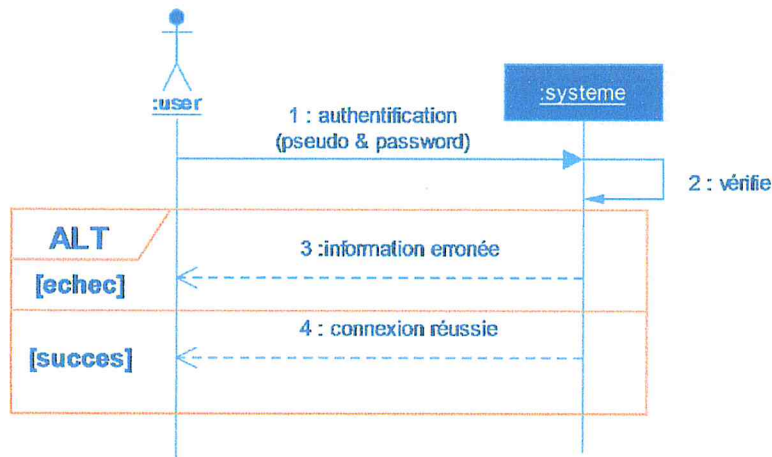 :user
:systeme
1 : authentification
(pseudo & password)
2 : vérifie
ALT
3 :information erronée
[echec]
4 : connexion réussie
[succes]